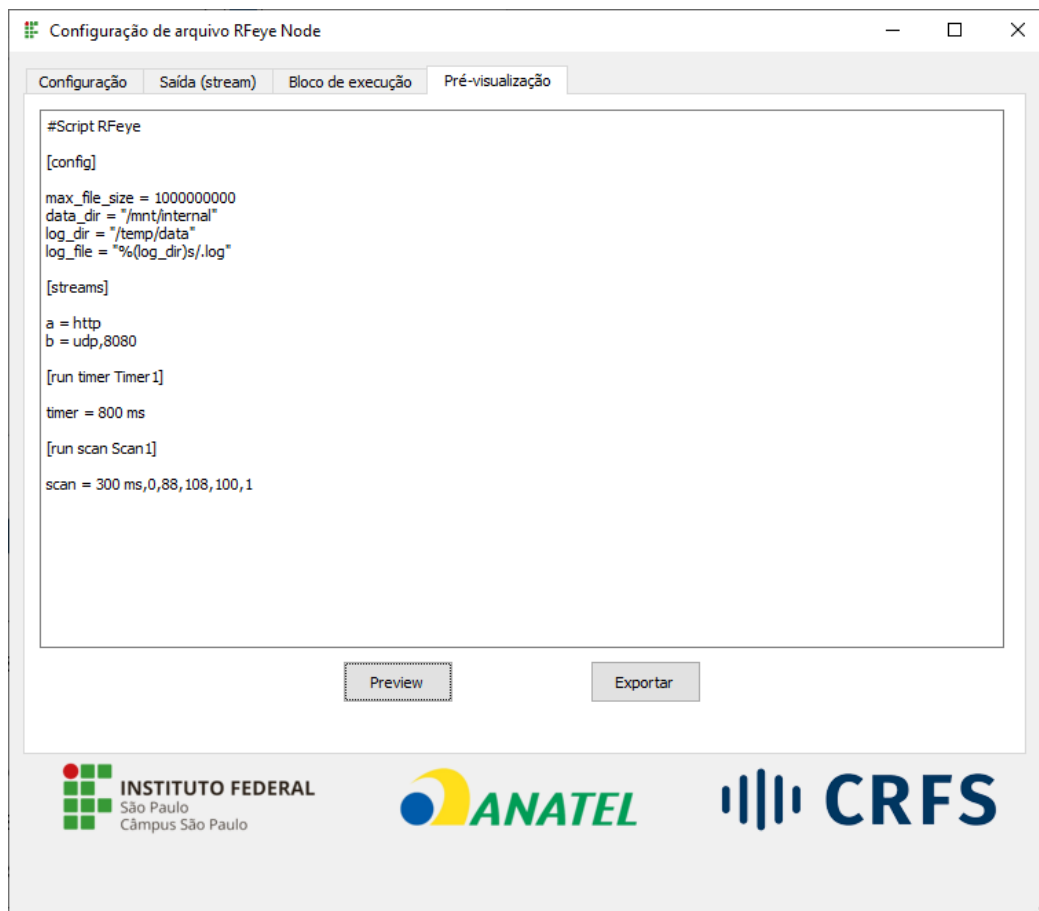 Configuração de arquivo RFeye Node
Configuração Saída (stream) Bloco de execução Pré-visualização
#Script RFeye
[config]
max_file_size = 1000000000
data_dir = "/mnt/internal"
log_dir = "/temp/data"
log_file = "%(log_dir)s/.log"
[streams]
a = http
b = udp,8080
[run timer Timer1]
timer = 800 ms
[run scan Scan1]
scan = 300 ms,0,88,108,100,1
Preview Exportar
INSTITUTO FEDERAL
São Paulo
Câmpus São Paulo
ANATEL
CRFS